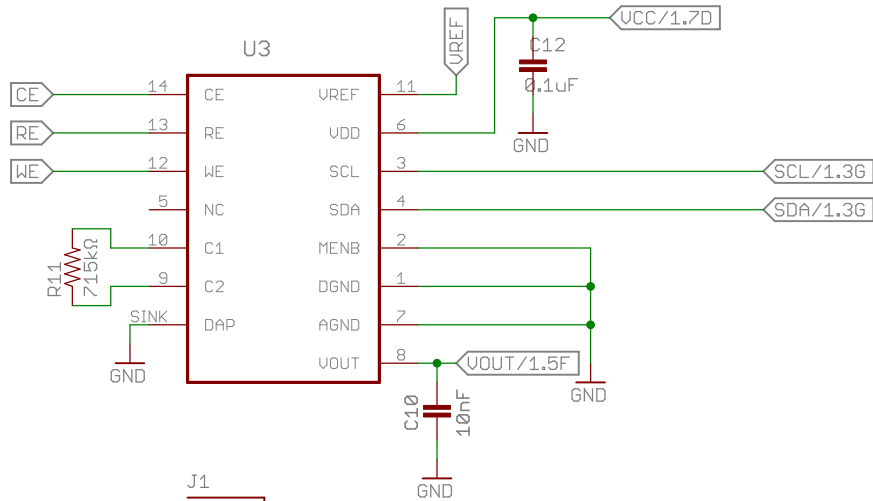 VCC/1.7D
VREF
U3
C12
0.1uF
GND
CE 14 CE VREF 11
RE 13 RE VDD 6
WE 12 WE SCL 3 SCL/1.3G
5 NC SDA 4 SDA/1.3G
10 C1 MENB 2
R11 715kΩ
9 C2 DGND 1
SINK DAP AGND 7
GND
VOUT 8 VOUT/1.5F
GND
C10 10nF
GND
J1